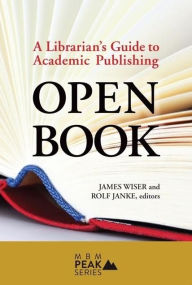 A Librarian's Guide to
Academic Publishing
OPEN
BOOK
JAMES WISER and
ROLF JANKE, editors
MBM
PEAK
SERIES